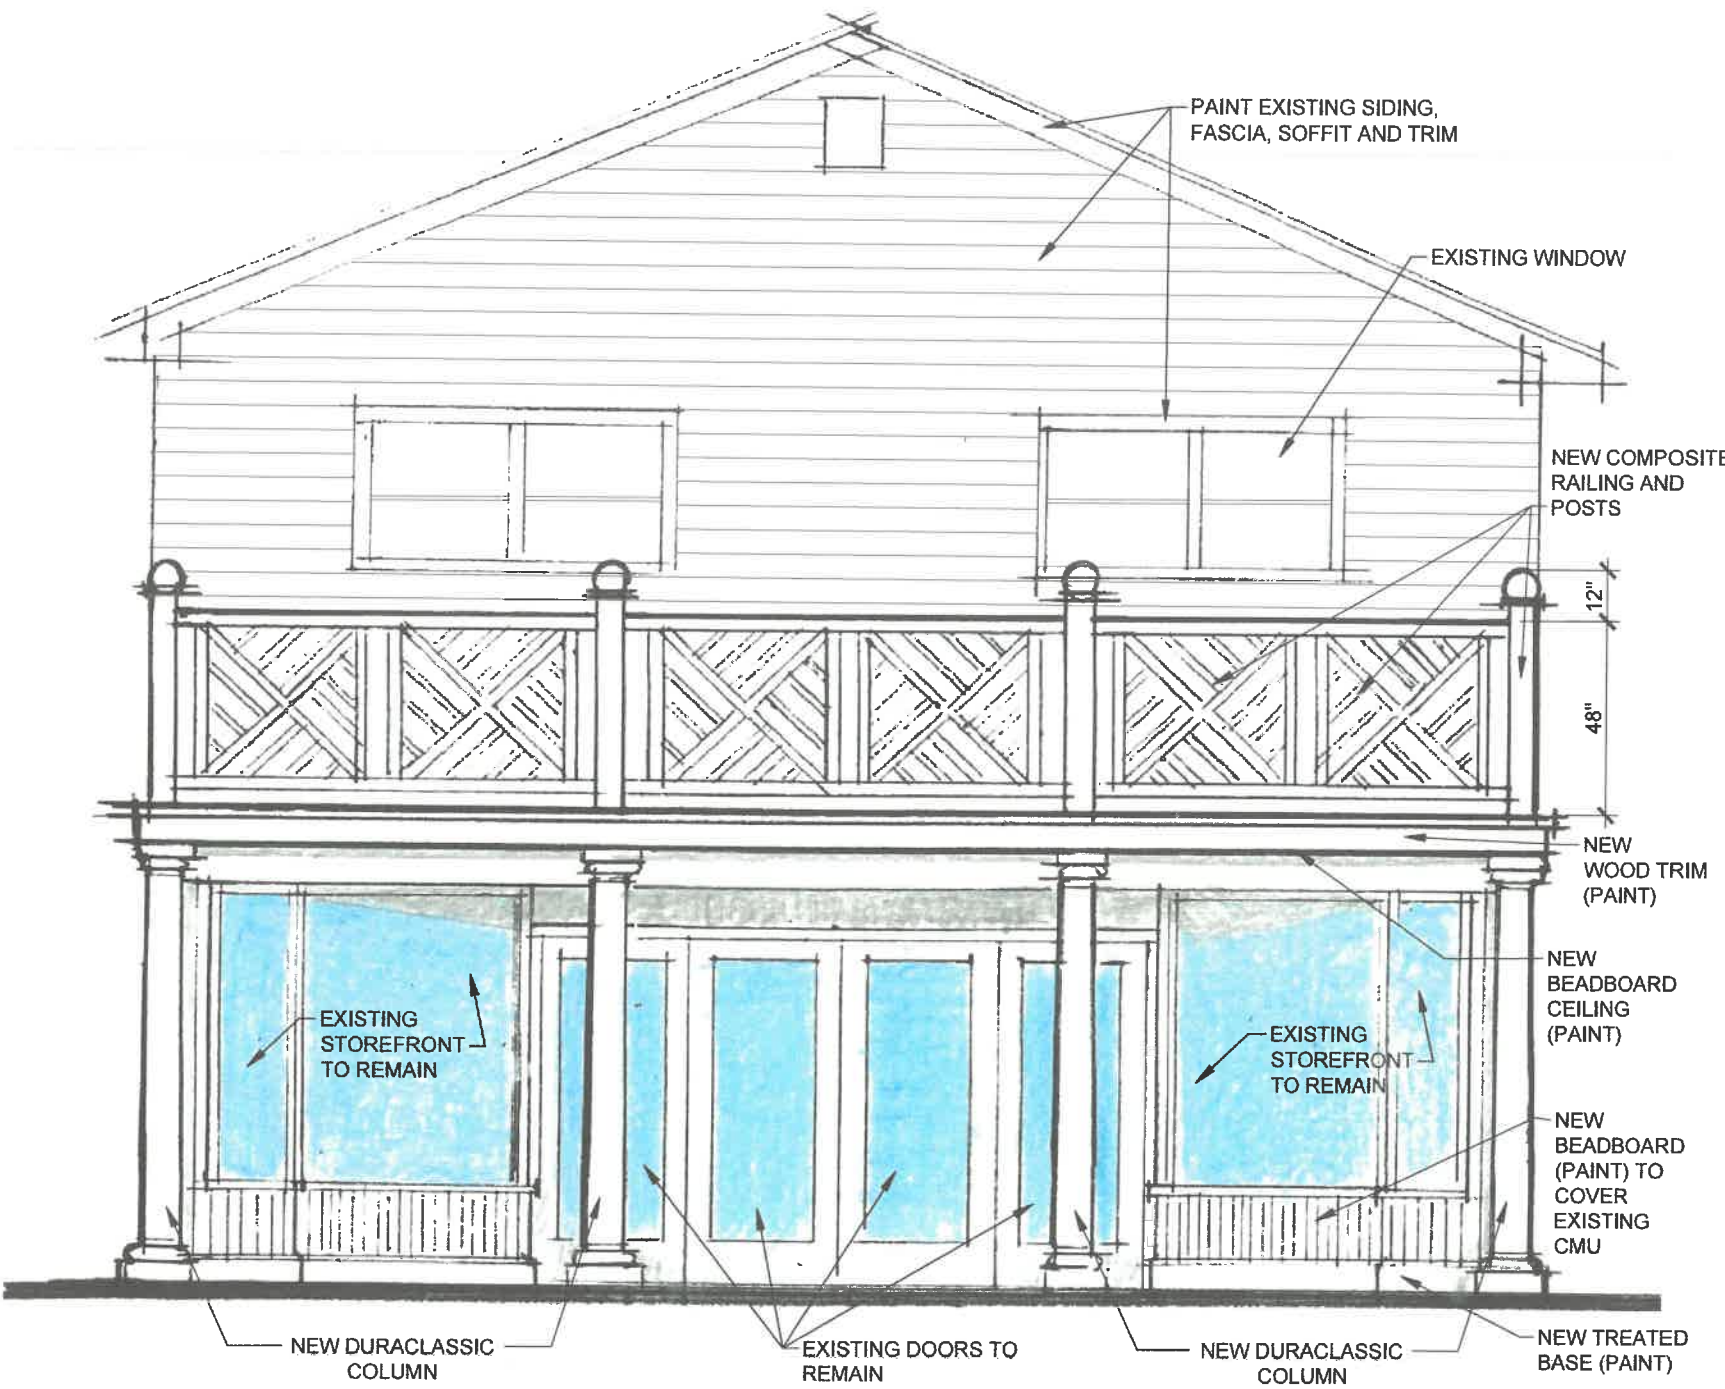 PAINT EXISTING SIDING,
FASCIA, SOFFIT AND TRIM
EXISTING WINDOW
NEW COMPOSITE
RAILING AND
POSTS
12"
48"
NEW
WOOD TRIM
(PAINT)
NEW
BEADBOARD
CEILING
(PAINT)
EXISTING
STOREFRONT
TO REMAIN
EXISTING
STOREFRONT
TO REMAIN
NEW
BEADBOARD
(PAINT) TO
COVER
EXISTING
CMU
NEW DURACLASSIC
COLUMN
EXISTING DOORS TO
REMAIN
NEW DURACLASSIC
COLUMN
NEW TREATED
BASE (PAINT)